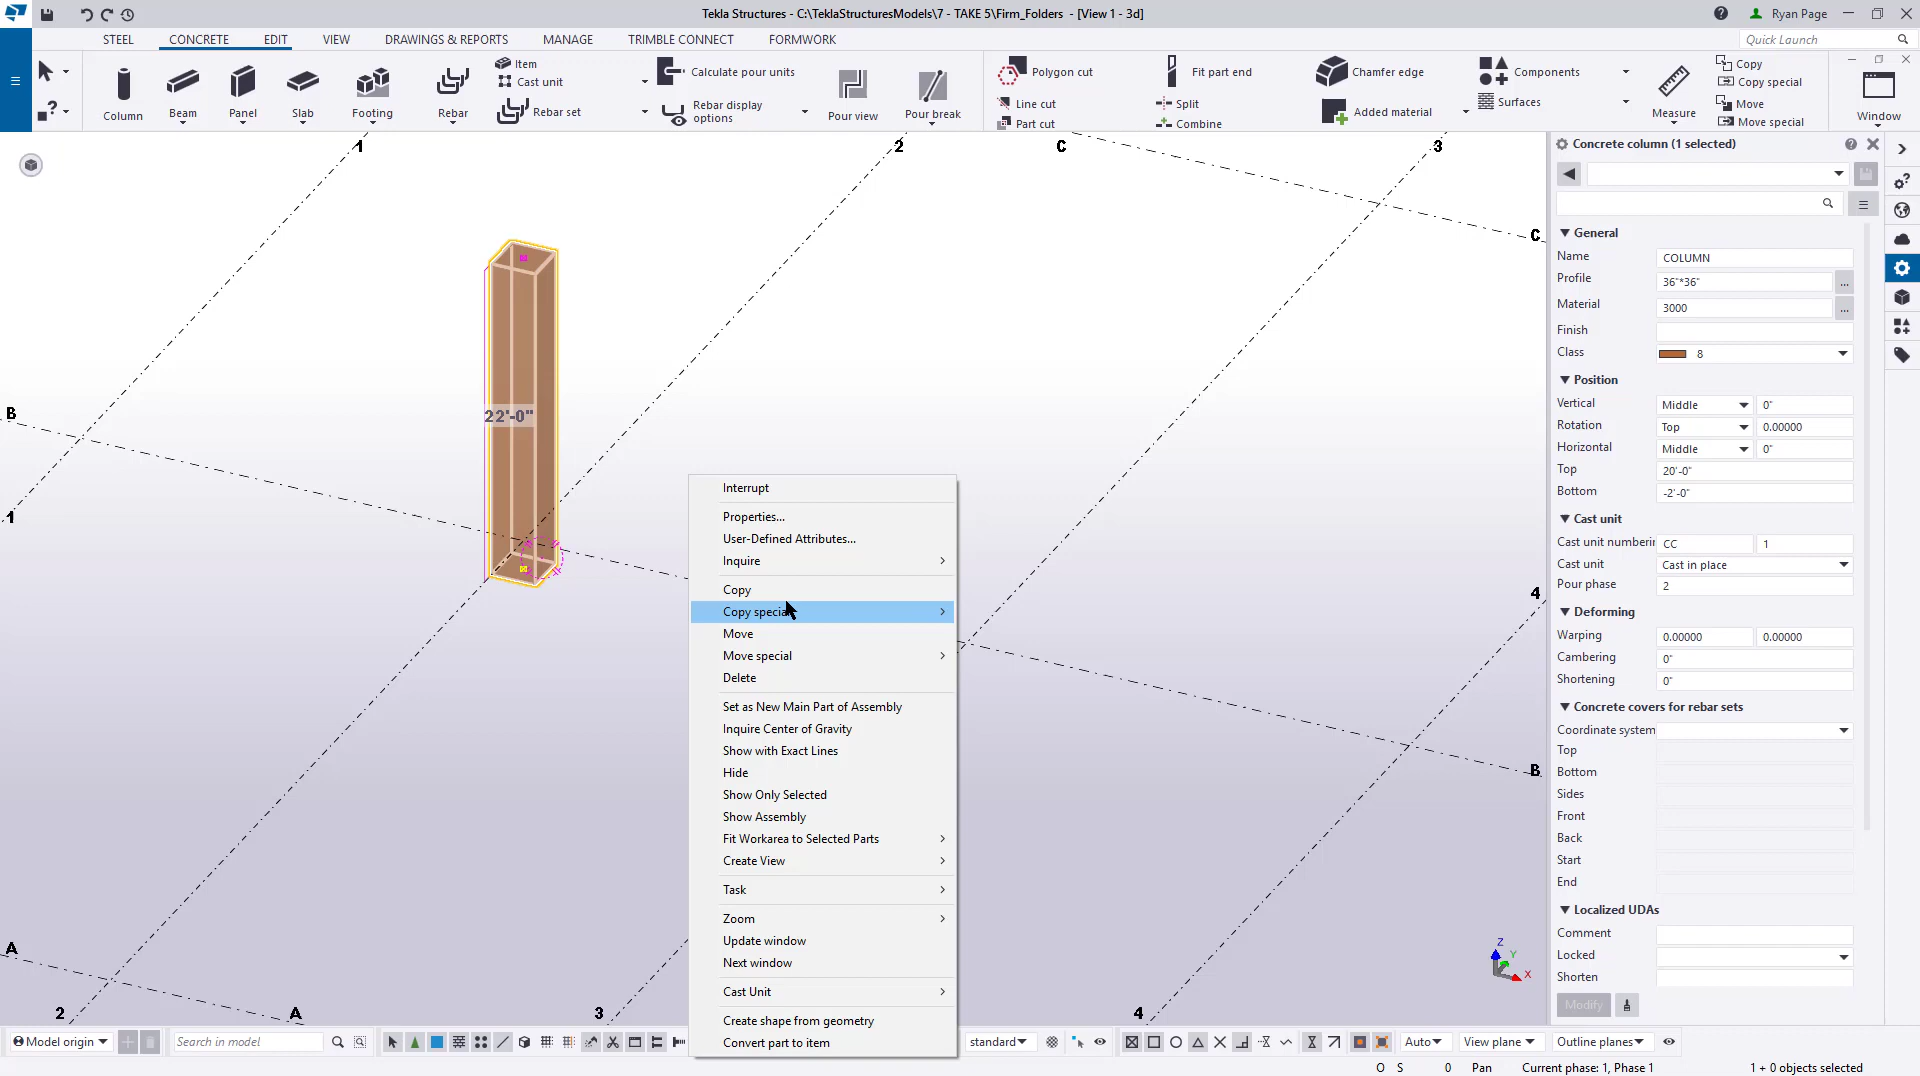 Tekla Structures - C:\TeklaStructuresModels\7 - TAKE 5\Firm_Folders - [View 1 - 3d]
Ryan Page
STEEL CONCRETE EDIT VIEW DRAWINGS & REPORTS MANAGE TRIMBLE CONNECT FORMWORK
Quick Launch
Column
Beam
Panel
Slab
Footing
Rebar
Item
Cast unit
Rebar set
Calculate pour units
Rebar display
options
Pour view
Pour break
Polygon cut
Line cut
Part cut
Fit part end
Split
Combine
Chamfer edge
Added material
Components
Surfaces
Measure
Copy
Copy special
Move
Move special
Window
1
2
C
3
C
B
22'-0"
1
4
B
A
2
A
3
4
Z
Y
X
Interrupt
Properties...
User-Defined Attributes...
Inquire
Copy
Copy special
Move
Move special
Delete
Set as New Main Part of Assembly
Inquire Center of Gravity
Show with Exact Lines
Hide
Show Only Selected
Show Assembly
Fit Workarea to Selected Parts
Create View
Task
Zoom
Update window
Next window
Cast Unit
Create shape from geometry
Convert part to item
Concrete column (1 selected)
General
Name COLUMN
Profile 36"*36" ...
Material 3000 ...
Finish
Class 8
Position
Vertical Middle 0"
Rotation Top 0.00000
Horizontal Middle 0"
Top 20'-0"
Bottom -2'-0"
Cast unit
Cast unit numberin CC 1
Cast unit Cast in place
Pour phase 2
Deforming
Warping 0.00000 0.00000
Cambering 0"
Shortening 0"
Concrete covers for rebar sets
Coordinate system
Top
Bottom
Sides
Front
Back
Start
End
Localized UDAs
Comment
Locked
Shorten
Modify
Model origin
Search in model
standard
Auto
View plane
Outline planes
O S 0 Pan Current phase: 1, Phase 1 1 + 0 objects selected